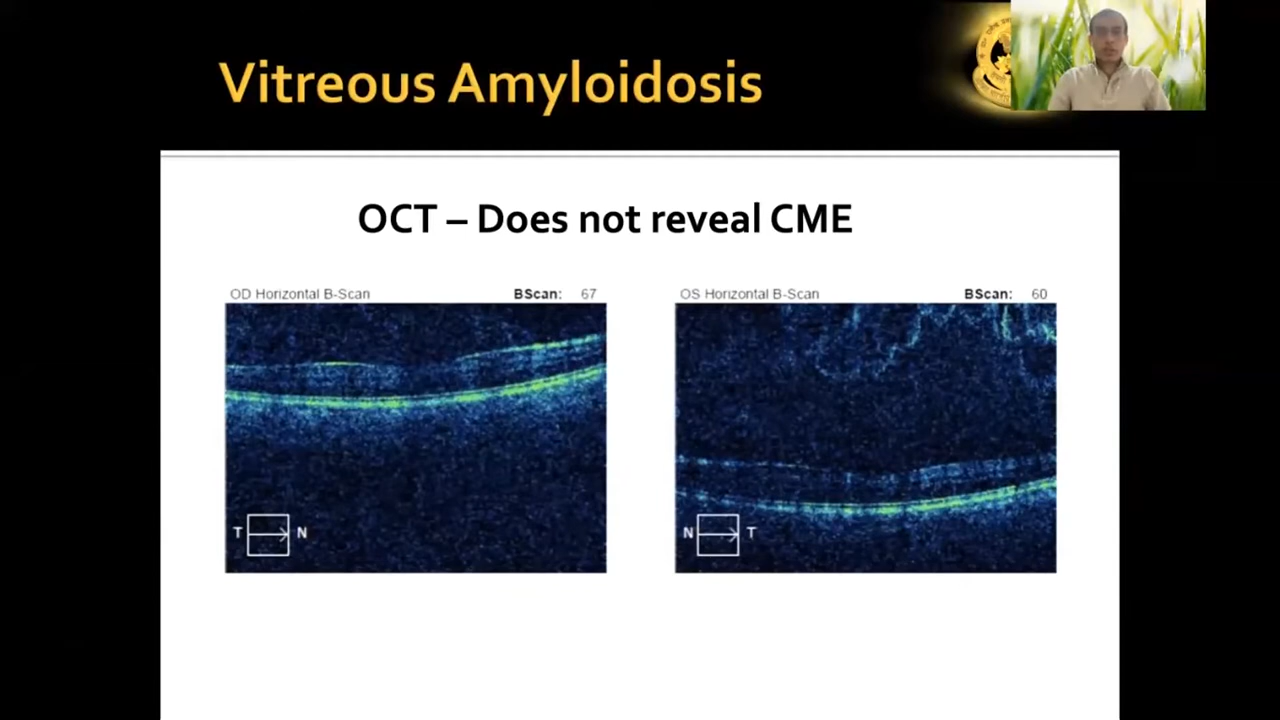 Vitreous Amyloidosis
OCT – Does not reveal CME
OD Horizontal B-Scan BScan: 67
OS Horizontal B-Scan BScan: 60
T N
N T